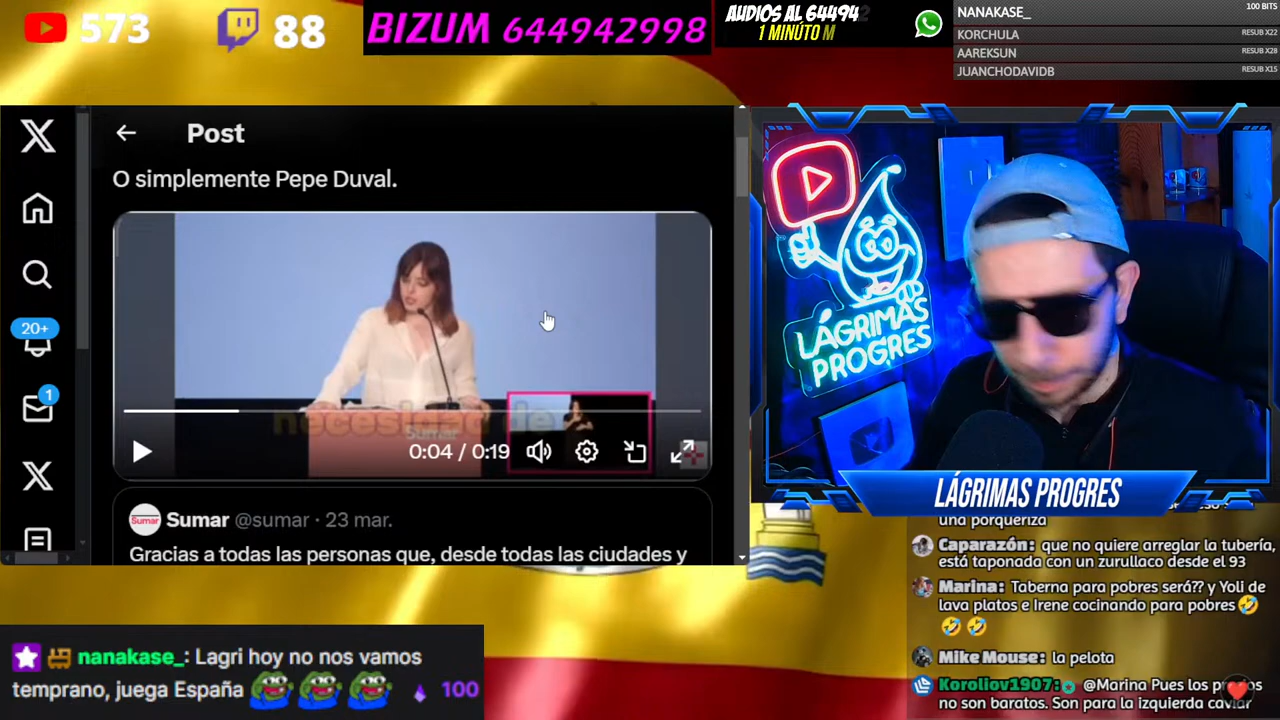 573
88
BIZUM 644942998
AUDIOS AL 64494
1 MINÚTO M
100 BITS
NANAKASE_
KORCHULA RESUB X22
AAREKSUN RESUB X28
JUANCHODAVIDB RESUB X15
Post
O simplemente Pepe Duval.
necesidad de
Sumar
0:04 / 0:19
20+
1
Sumar Sumar @sumar · 23 mar.
Gracias a todas las personas que, desde todas las ciudades y
LÁGRIMAS
PROGRES
LÁGRIMAS PROGRES
una porqueriza
Caparazón: que no quiere arreglar la tubería,
está taponada con un zurullaco desde el 93
Marina: Taberna para pobres será?? y Yoli de
lava platos e Irene cocinando para pobres
Mike Mouse: la pelota
Koroliov1907: @Marina Pues los
no son baratos. Son para la izquierda caviar
nanakase_: Lagri hoy no nos vamos
temprano, juega España 100